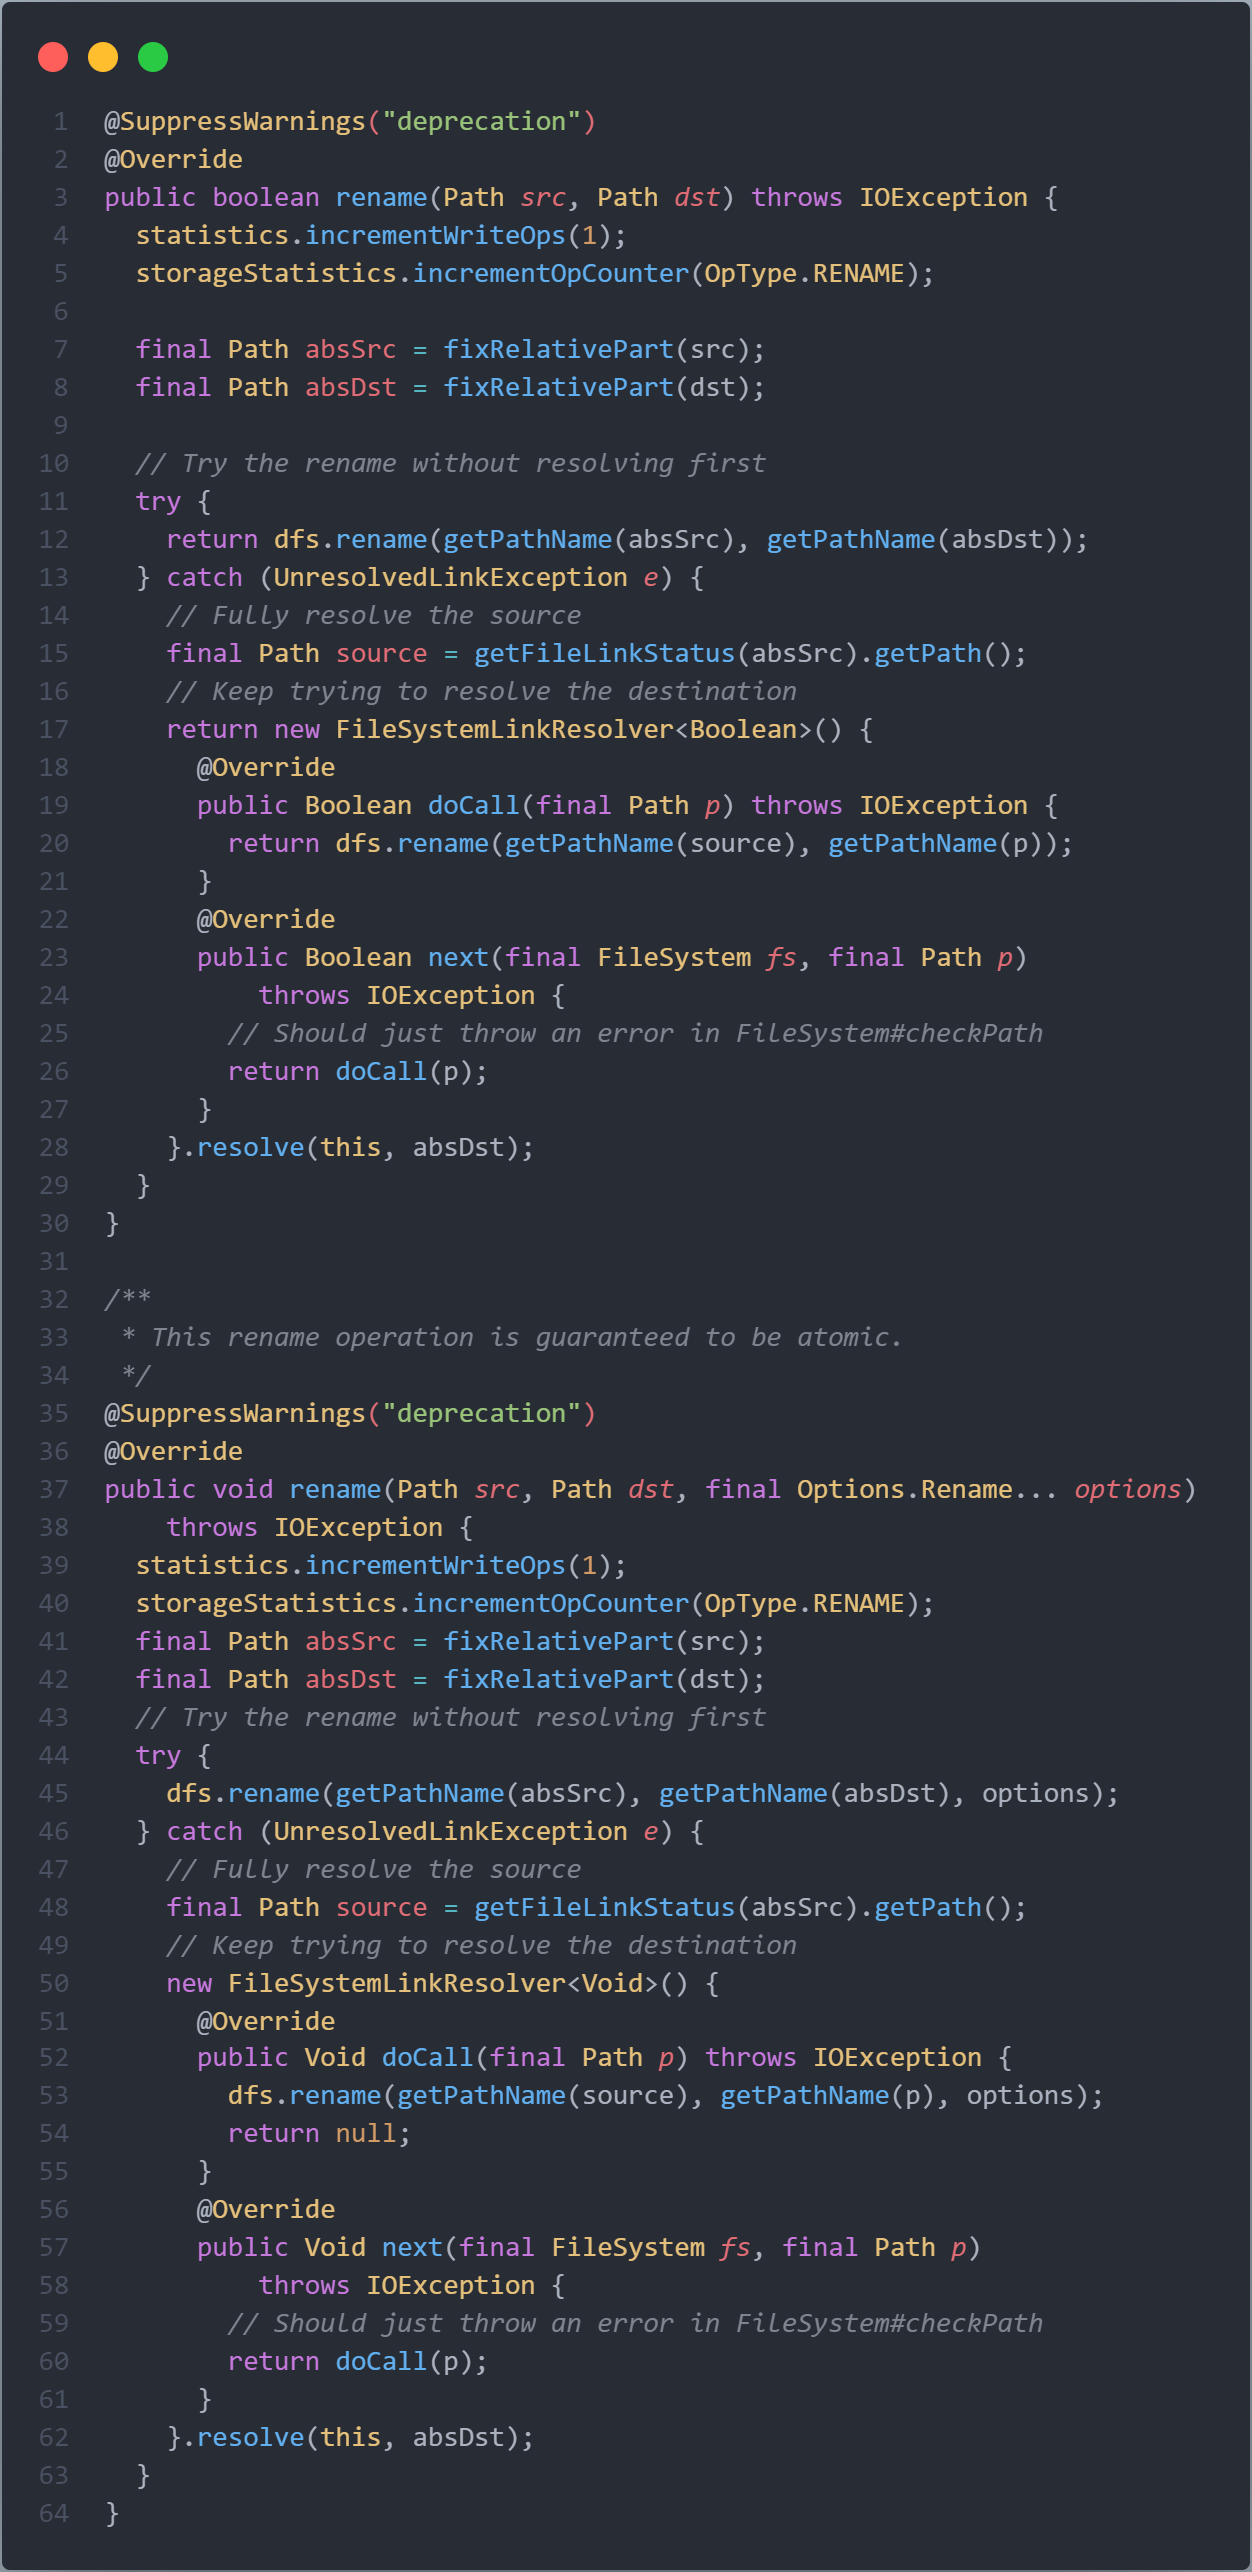 1 @SuppressWarnings("deprecation")
2 @Override
3 public boolean rename(Path src, Path dst) throws IOException {
4   statistics.incrementWriteOps(1);
5   storageStatistics.incrementOpCounter(OpType.RENAME);
6
7   final Path absSrc = fixRelativePart(src);
8   final Path absDst = fixRelativePart(dst);
9
10   // Try the rename without resolving first
11   try {
12     return dfs.rename(getPathName(absSrc), getPathName(absDst));
13   } catch (UnresolvedLinkException e) {
14     // Fully resolve the source
15     final Path source = getFileLinkStatus(absSrc).getPath();
16     // Keep trying to resolve the destination
17     return new FileSystemLinkResolver<Boolean>() {
18       @Override
19       public Boolean doCall(final Path p) throws IOException {
20         return dfs.rename(getPathName(source), getPathName(p));
21       }
22       @Override
23       public Boolean next(final FileSystem fs, final Path p)
24           throws IOException {
25         // Should just throw an error in FileSystem#checkPath
26         return doCall(p);
27       }
28     }.resolve(this, absDst);
29   }
30 }
31
32 /**
33  * This rename operation is guaranteed to be atomic.
34  */
35 @SuppressWarnings("deprecation")
36 @Override
37 public void rename(Path src, Path dst, final Options.Rename... options)
38     throws IOException {
39   statistics.incrementWriteOps(1);
40   storageStatistics.incrementOpCounter(OpType.RENAME);
41   final Path absSrc = fixRelativePart(src);
42   final Path absDst = fixRelativePart(dst);
43   // Try the rename without resolving first
44   try {
45     dfs.rename(getPathName(absSrc), getPathName(absDst), options);
46   } catch (UnresolvedLinkException e) {
47     // Fully resolve the source
48     final Path source = getFileLinkStatus(absSrc).getPath();
49     // Keep trying to resolve the destination
50     new FileSystemLinkResolver<Void>() {
51       @Override
52       public Void doCall(final Path p) throws IOException {
53         dfs.rename(getPathName(source), getPathName(p), options);
54         return null;
55       }
56       @Override
57       public Void next(final FileSystem fs, final Path p)
58           throws IOException {
59         // Should just throw an error in FileSystem#checkPath
60         return doCall(p);
61       }
62     }.resolve(this, absDst);
63   }
64 }